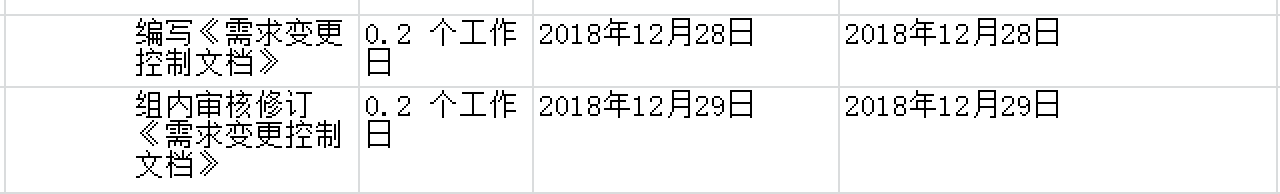 编写《需求变更
控制文档》
0.2 个工作
日
2018年12月28日
2018年12月28日
组内审核修订
《需求变更控制
文档》
0.2 个工作
日
2018年12月29日
2018年12月29日